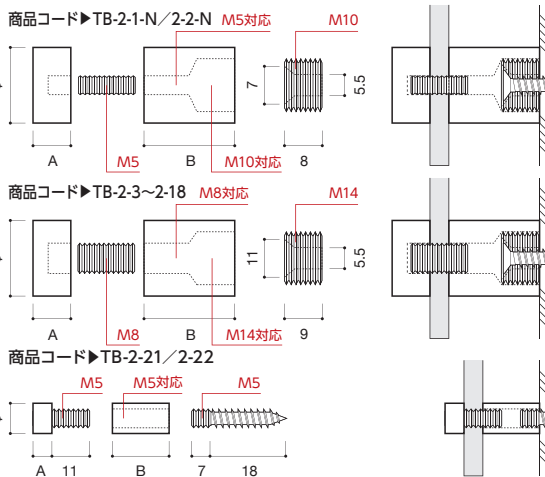 商品コード▶TB-2-1-N／2-2-N
M5対応
M10
7
5.5
A
M5
B
M10対応
8
商品コード▶TB-2-3〜2-18
M8対応
M14
11
5.5
A
M8
B
M14対応
9
商品コード▶TB-2-21／2-22
M5
M5対応
M5
A
11
B
7
18